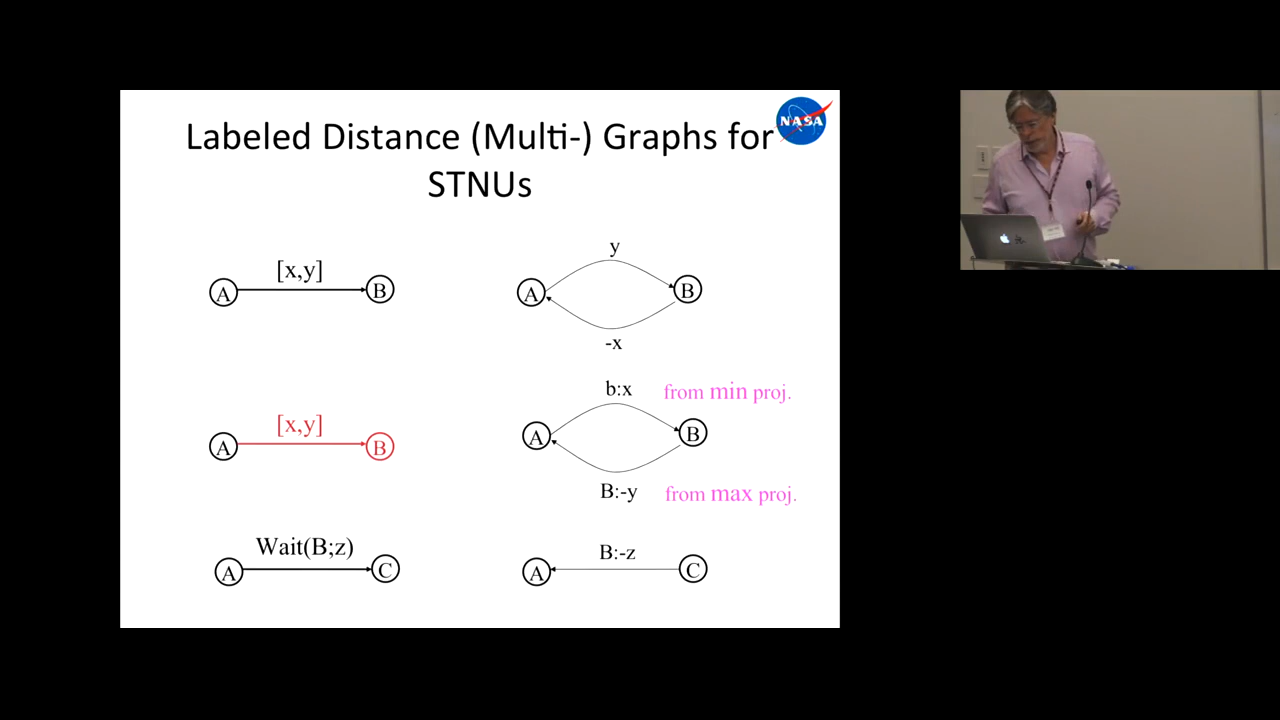 Labeled Distance (Multi-) Graphs for
STNUs
NASA
[x,y]
A
B
y
A
B
-x
[x,y]
A
B
b:x
from min proj.
A
B
B:-y
from max proj.
Wait(B;z)
A
C
B:-z
A
C